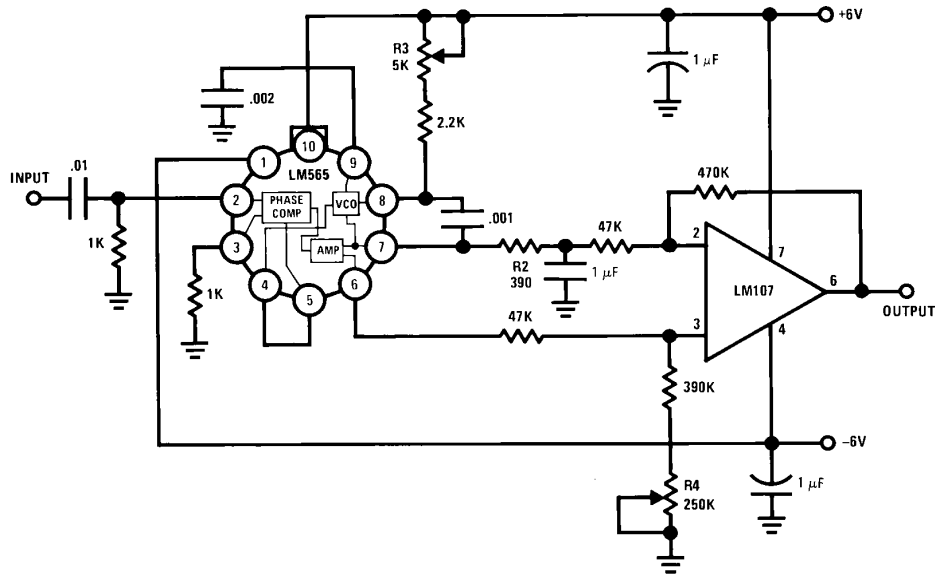 +6V
R3
5K
1 μF
.002
2.2K
10
LM565
1
9
470K
INPUT
.01
2
PHASE
COMP
VCO
8
.001
47K
2
7
1K
3
AMP
7
R2
390
1 μF
LM107
6
OUTPUT
1K
4
5
6
47K
3
4
390K
−6V
R4
250K
1 μF